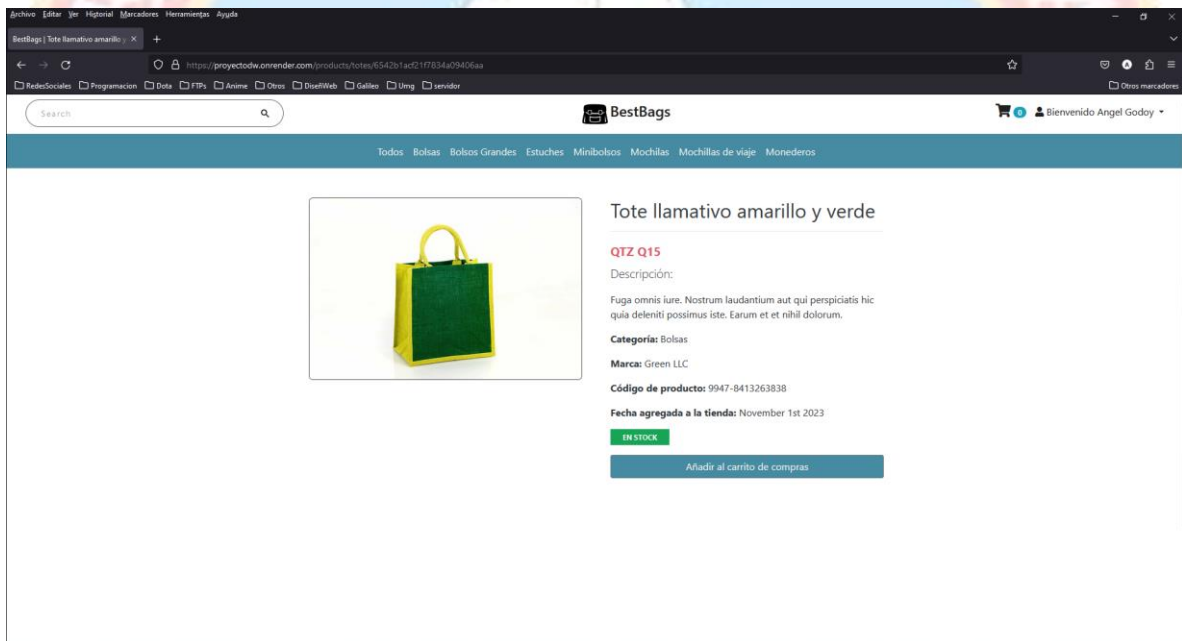 Archivo Editar Ver Historial Marcadores Herramientas Ayuda
BestBags | Tote llamativo amarillo y
https://proyectodw.onrender.com/products/totes/6542b1acf21f7834a09406aa
RedesSociales Programacion Dota FTPs Anime Otros DiseñWeb Galileo Umg servidor Otros marcadores
Search BestBags 0 Bienvenido Angel Godoy
Todos Bolsas Bolsos Grandes Estuches Minibolsos Mochilas Mochillas de viaje Monederos
Tote llamativo amarillo y verde
QTZ Q15
Descripción:
Fuga omnis iure. Nostrum laudantium aut qui perspiciatis hic
quia deleniti possimus iste. Earum et et nihil dolorum.
Categoría: Bolsas
Marca: Green LLC
Código de producto: 9947-8413263838
Fecha agregada a la tienda: November 1st 2023
EN STOCK
Añadir al carrito de compras